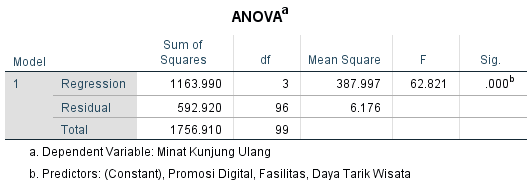 ANOVAa
Model Sum of Squares df Mean Square F Sig.
1 Regression 1163.990 3 387.997 62.821 .000b
Residual 592.920 96 6.176
Total 1756.910 99
a. Dependent Variable: Minat Kunjung Ulang
b. Predictors: (Constant), Promosi Digital, Fasilitas, Daya Tarik Wisata